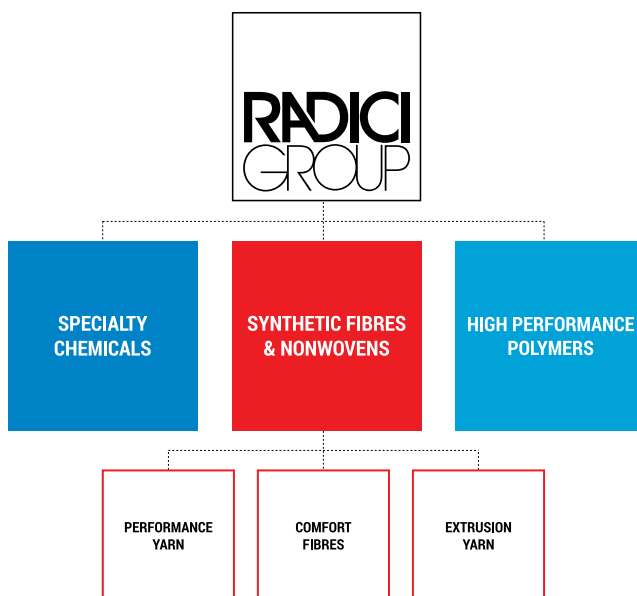 RADICI
GROUP
SPECIALTY
CHEMICALS
SYNTHETIC FIBRES
& NONWOVENS
HIGH PERFORMANCE
POLYMERS
PERFORMANCE
YARN
COMFORT
FIBRES
EXTRUSION
YARN